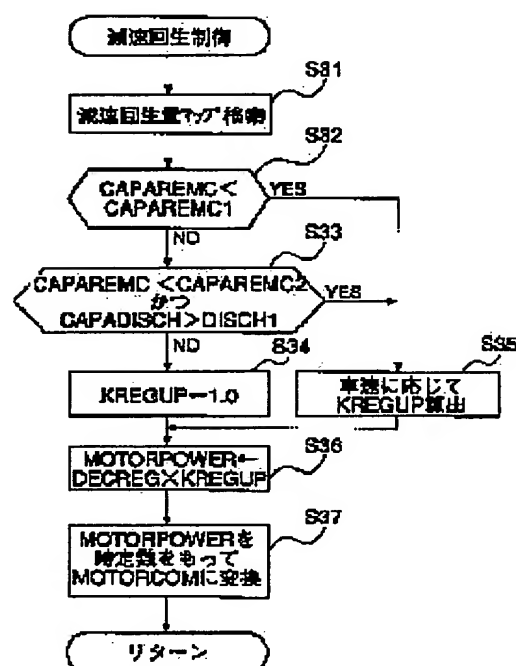 減速回生制御
S31
減速回生量マップ検索
S32
CAPAREMC<
CAPAREMC1
YES
NO
S33
CAPAREMC<CAPAREMC2
かつ
CAPADISCH>DISCH1
YES
NO
S34
KREGUP←1.0
S35
車速に応じて
KREGUP算出
S36
MOTORPOWER←
DECREG×KREGUP
S37
MOTORPOWERを
時定数をもって
MOTORCOMに変換
リターン